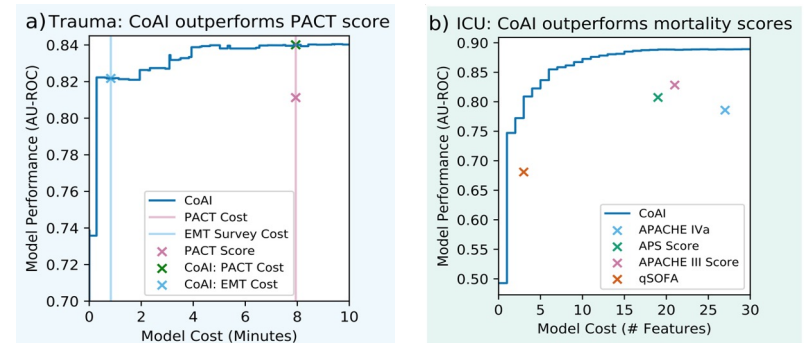 a) Trauma: CoAI outperforms PACT score
Model Performance (AU-ROC)
0.84
0.82
0.80
0.78
0.76
0.74
0.72
0.70
CoAI
PACT Cost
EMT Survey Cost
PACT Score
CoAI: PACT Cost
CoAI: EMT Cost
0 2 4 6 8 10
Model Cost (Minutes)
b) ICU: CoAI outperforms mortality scores
Model Performance (AU-ROC)
0.90
0.85
0.80
0.75
0.70
0.65
0.60
0.55
0.50
CoAI
APACHE IVa
APS Score
APACHE III Score
qSOFA
0 5 10 15 20 25 30
Model Cost (# Features)